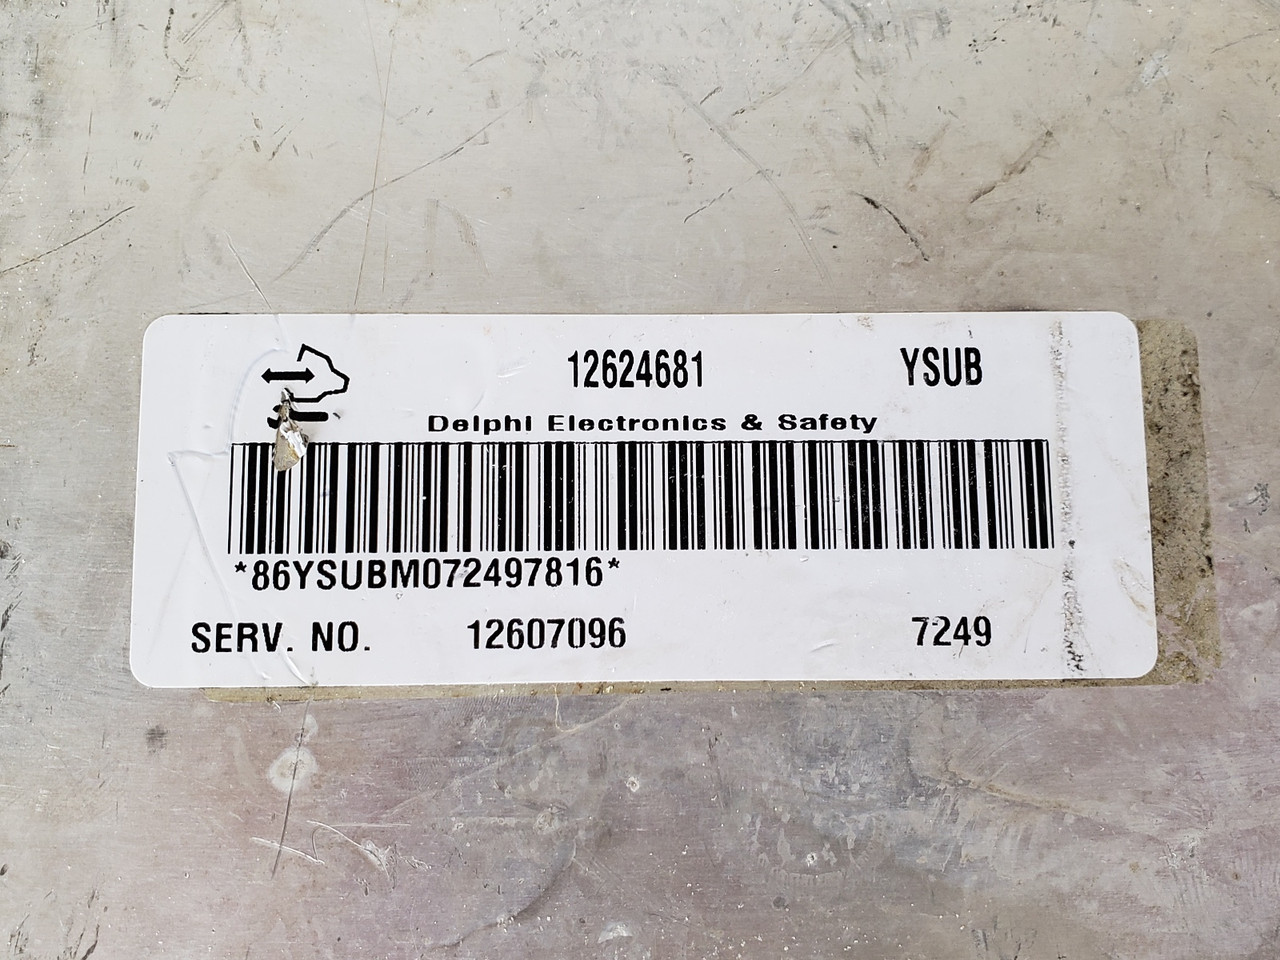 12624681 YSUB
Delphi Electronics & Safety
*86YSUBM072497816*
SERV. NO. 12607096 7249